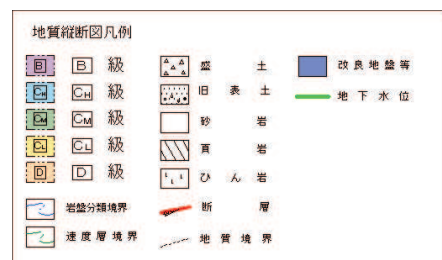 地質縦断図凡例
B B 級
CH CH 級
CM CM 級
CL CL 級
D D 級
岩盤分類境界
速度層境界
盛土
旧表土
砂岩
頁岩
ひん岩
断層
地質境界
改良地盤等
地下水位